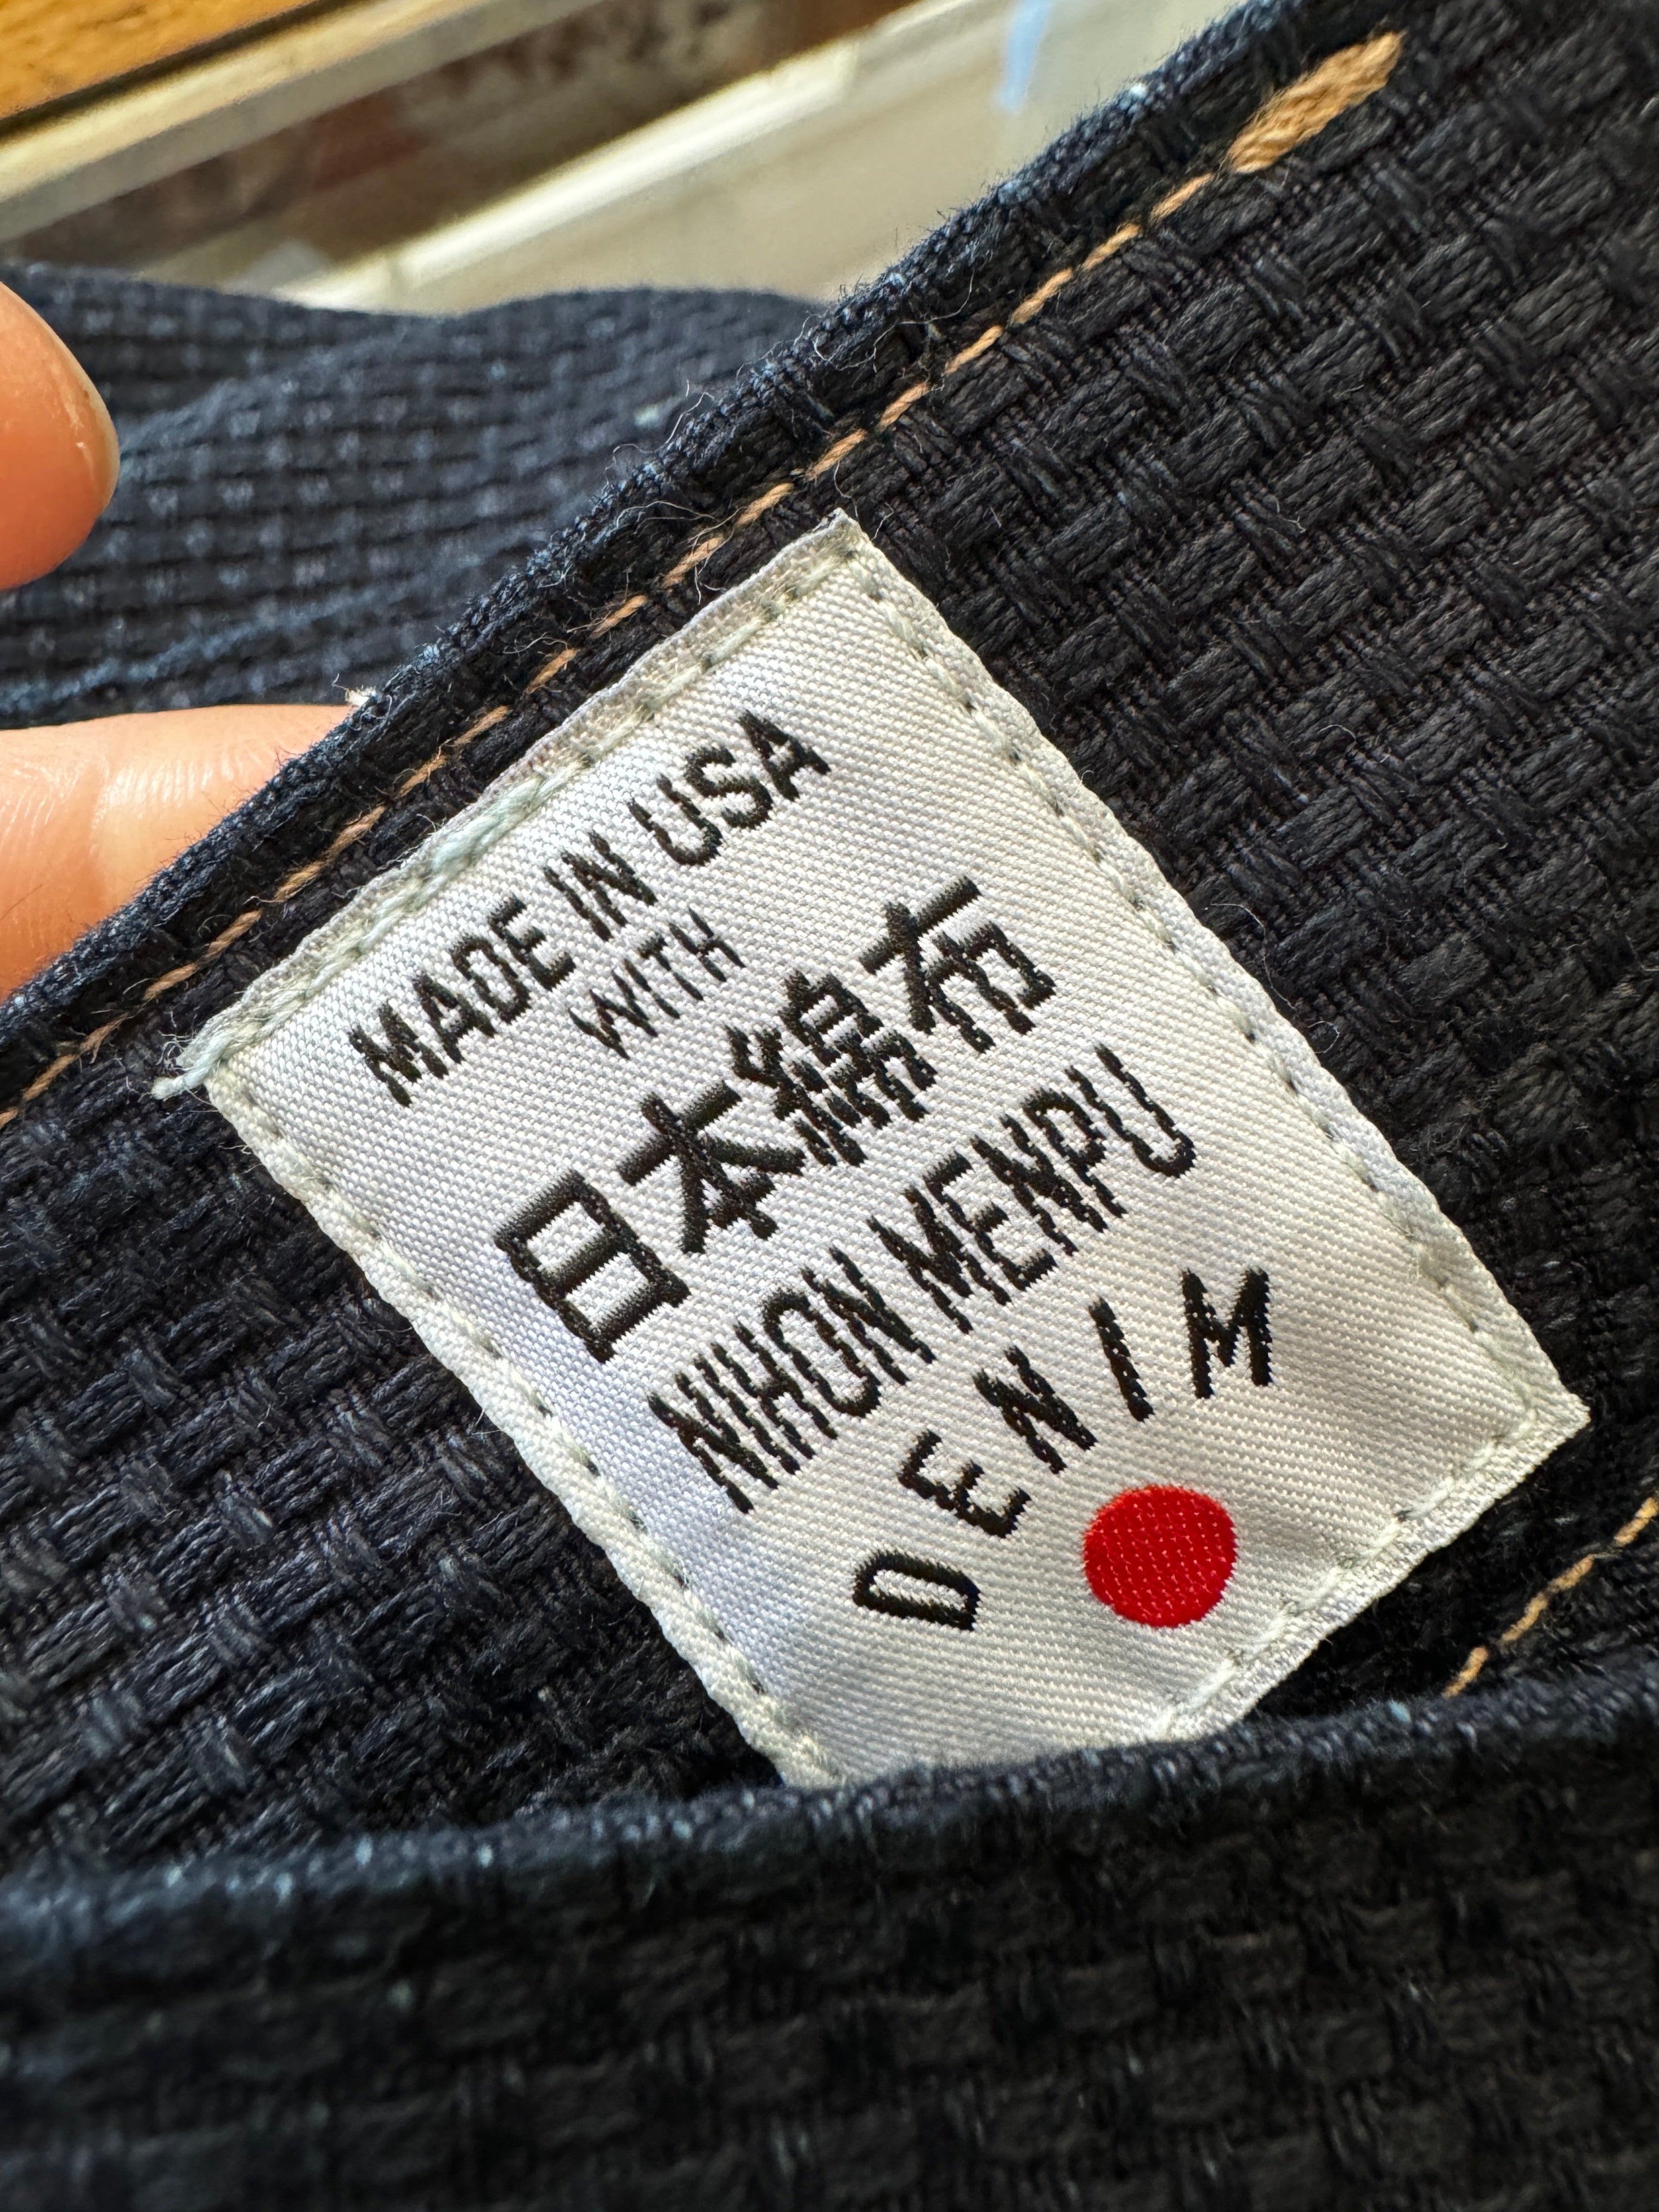 MADE IN USA
WITH
日本綿布
NIHON MENPU
DENIM